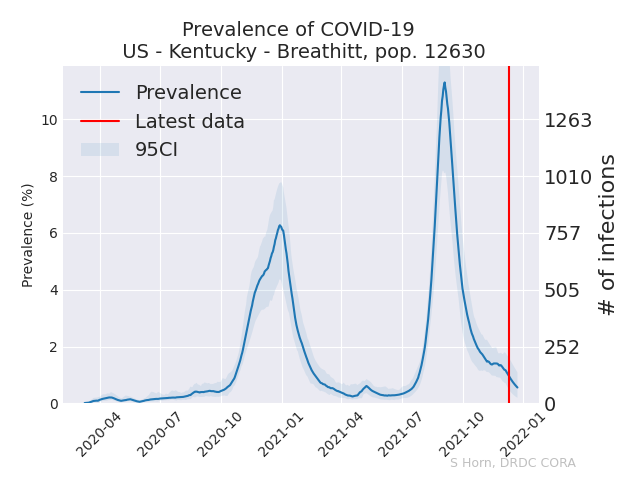 Prevalence of COVID-19
US - Kentucky - Breathitt, pop. 12630
Prevalence
Latest data
95CI
Prevalence (%)
10
8
6
4
2
0
1263
1010
757
505
252
0
# of infections
2020-04
2020-07
2020-10
2021-01
2021-04
2021-07
2021-10
2022-01
S Horn, DRDC CORA